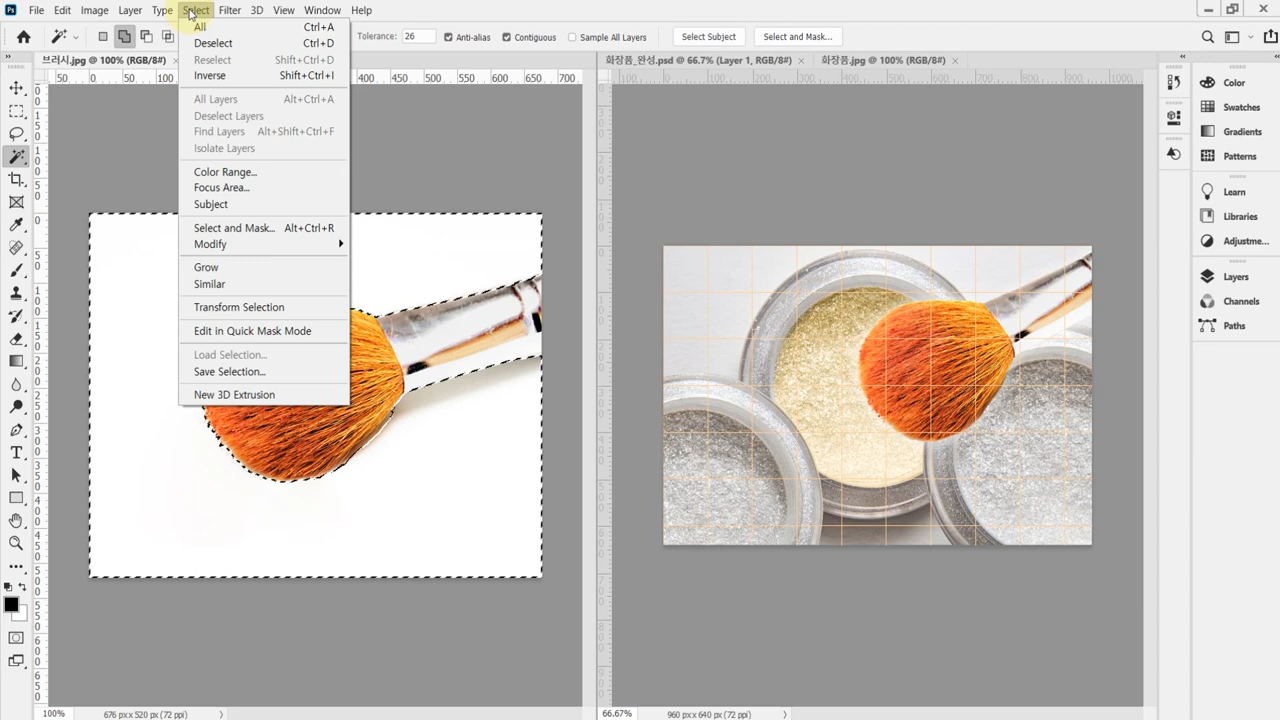 Ps File Edit Image Layer Type Select Filter 3D View Window Help
Tolerance: 26 Anti-alias Contiguous Sample All Layers Select Subject Select and Mask...
브러시.jpg @ 100% (RGB/8#) ×
화장품_완성.psd @ 66.7% (Layer 1, RGB/8#) × 화장품.jpg @ 100% (RGB/8#) ×
All Ctrl+A
Deselect Ctrl+D
Reselect Shift+Ctrl+D
Inverse Shift+Ctrl+I
All Layers Alt+Ctrl+A
Deselect Layers
Find Layers Alt+Shift+Ctrl+F
Isolate Layers
Color Range...
Focus Area...
Subject
Select and Mask... Alt+Ctrl+R
Modify
Grow
Similar
Transform Selection
Edit in Quick Mask Mode
Load Selection...
Save Selection...
New 3D Extrusion
Color
Swatches
Gradients
Patterns
Learn
Libraries
Adjustme...
Layers
Channels
Paths
100% 676 px x 520 px (72 ppi)
66.67% 960 px x 640 px (72 ppi)